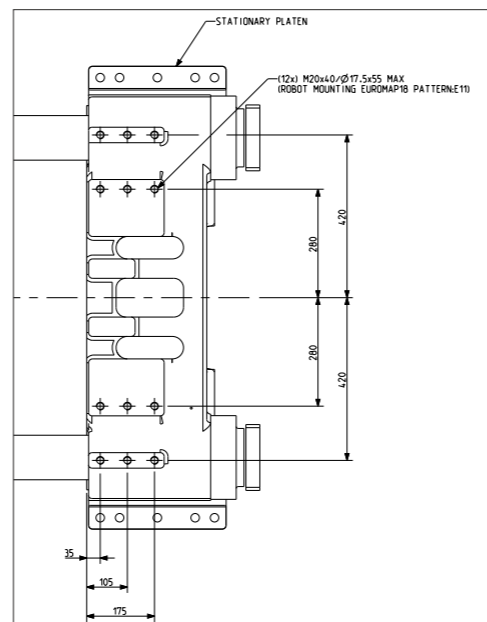 STATIONARY PLATEN
(12x) M20x40/Ø17.5x55 MAX
(ROBOT MOUNTING EUROMAP18 PATTERN:E11)
420
280
280
420
35
105
175